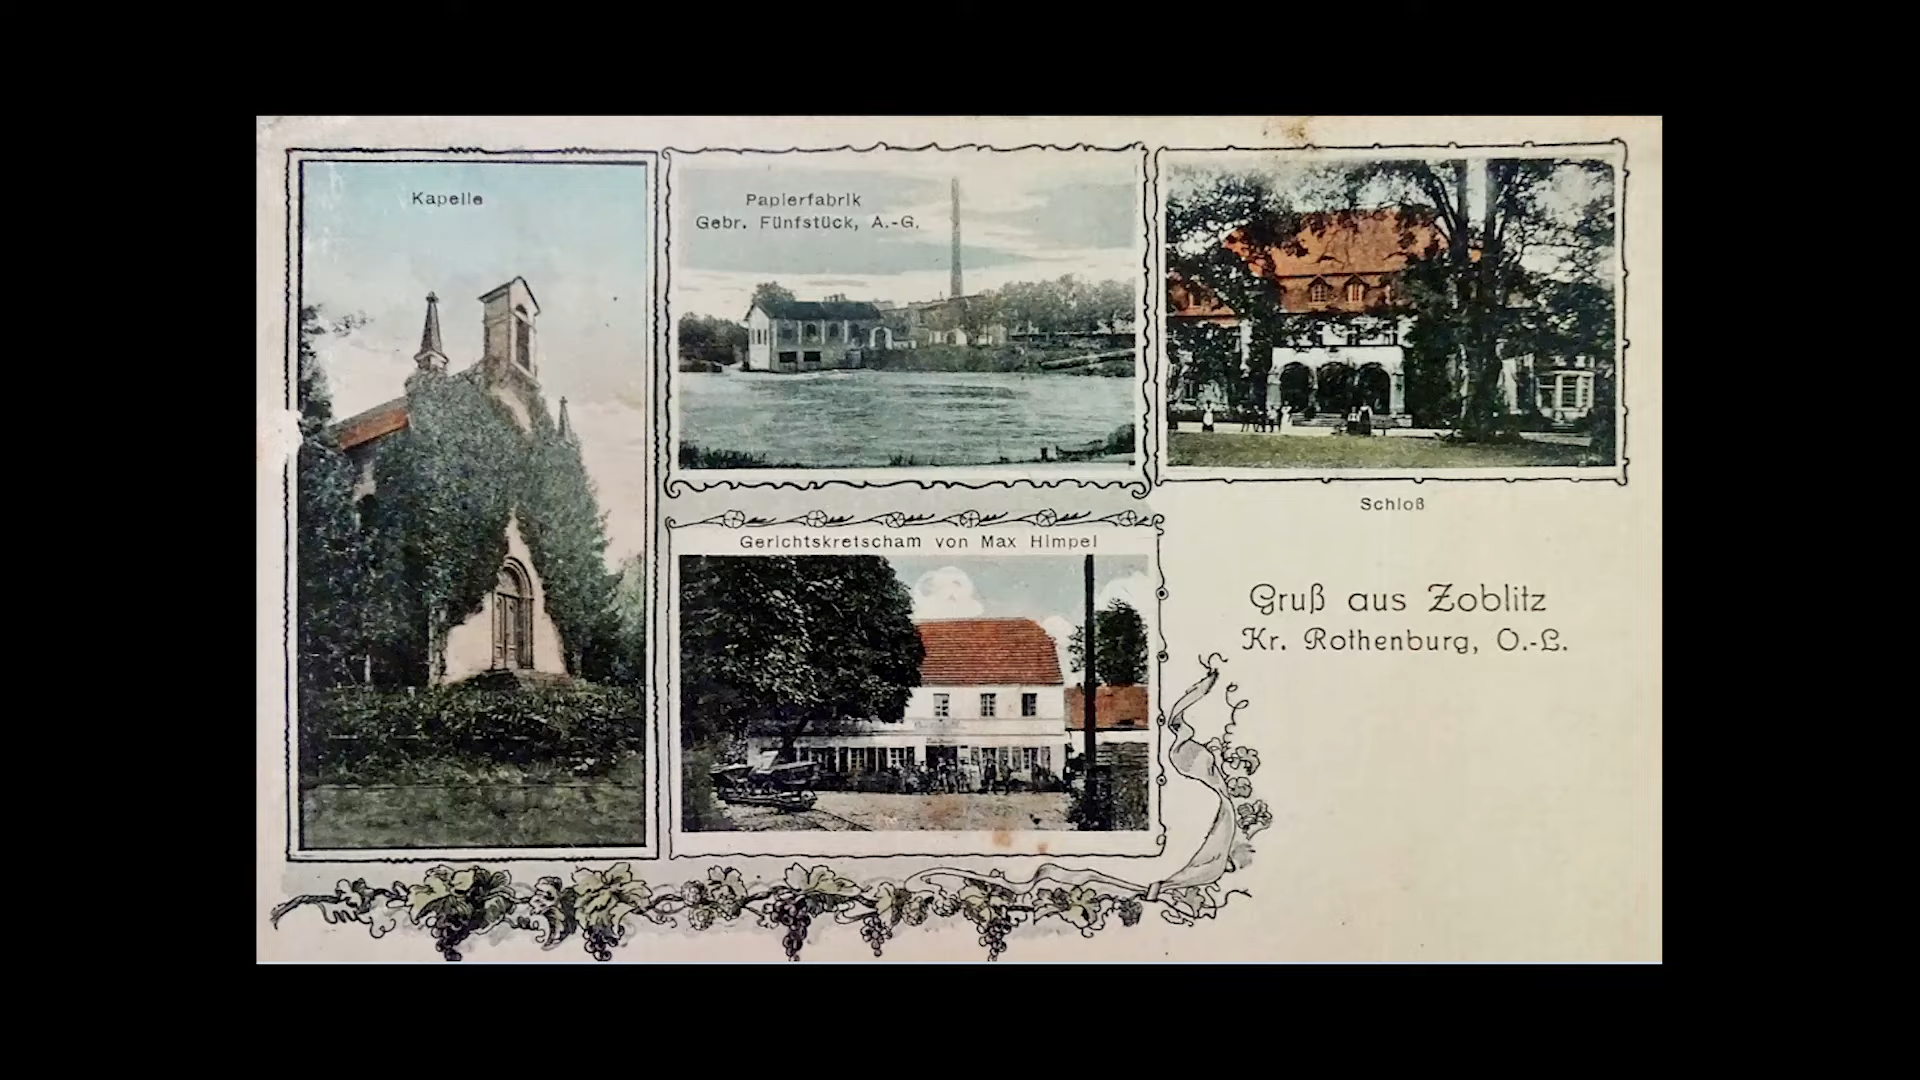 Kapelle
Papierfabrik
Gebr. Fünfstück, A.-G.
Schloß
Gerichtskretscham von Max Himpel
Gruß aus Zoblitz
Kr. Rothenburg, O.-L.